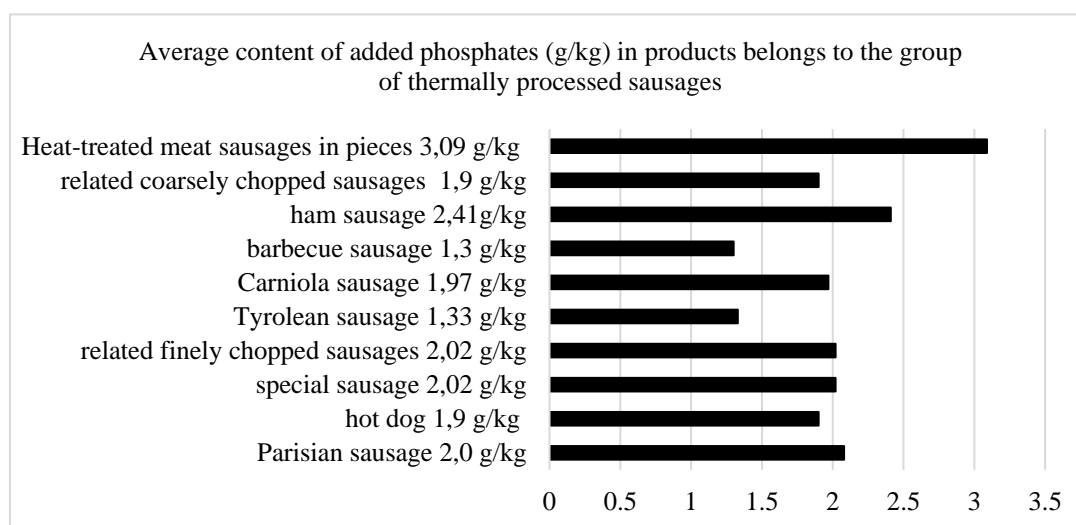 Average content of added phosphates (g/kg) in products belongs to the group
of thermally processed sausages
Heat-treated meat sausages in pieces 3,09 g/kg
related coarsely chopped sausages 1,9 g/kg
ham sausage 2,41g/kg
barbecue sausage 1,3 g/kg
Carniola sausage 1,97 g/kg
Tyrolean sausage 1,33 g/kg
related finely chopped sausages 2,02 g/kg
special sausage 2,02 g/kg
hot dog 1,9 g/kg
Parisian sausage 2,0 g/kg
0 0.5 1 1.5 2 2.5 3 3.5